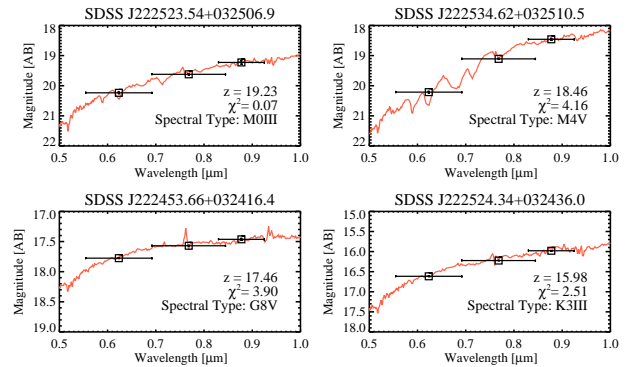 SDSS J222523.54+032506.9
18
19
20
21
22
Magnitude [AB]
z = 19.23
χ²= 0.07
Spectral Type: M0III
0.5 0.6 0.7 0.8 0.9 1.0
Wavelength [μm]
SDSS J222534.62+032510.5
18
19
20
21
22
Magnitude [AB]
z = 18.46
χ²= 4.16
Spectral Type: M4V
0.5 0.6 0.7 0.8 0.9 1.0
Wavelength [μm]
SDSS J222453.66+032416.4
17.0
17.5
18.0
18.5
19.0
Magnitude [AB]
z = 17.46
χ²= 3.90
Spectral Type: G8V
0.5 0.6 0.7 0.8 0.9 1.0
Wavelength [μm]
SDSS J222524.34+032436.0
15.0
15.5
16.0
16.5
17.0
17.5
18.0
Magnitude [AB]
z = 15.98
χ²= 2.51
Spectral Type: K3III
0.5 0.6 0.7 0.8 0.9 1.0
Wavelength [μm]